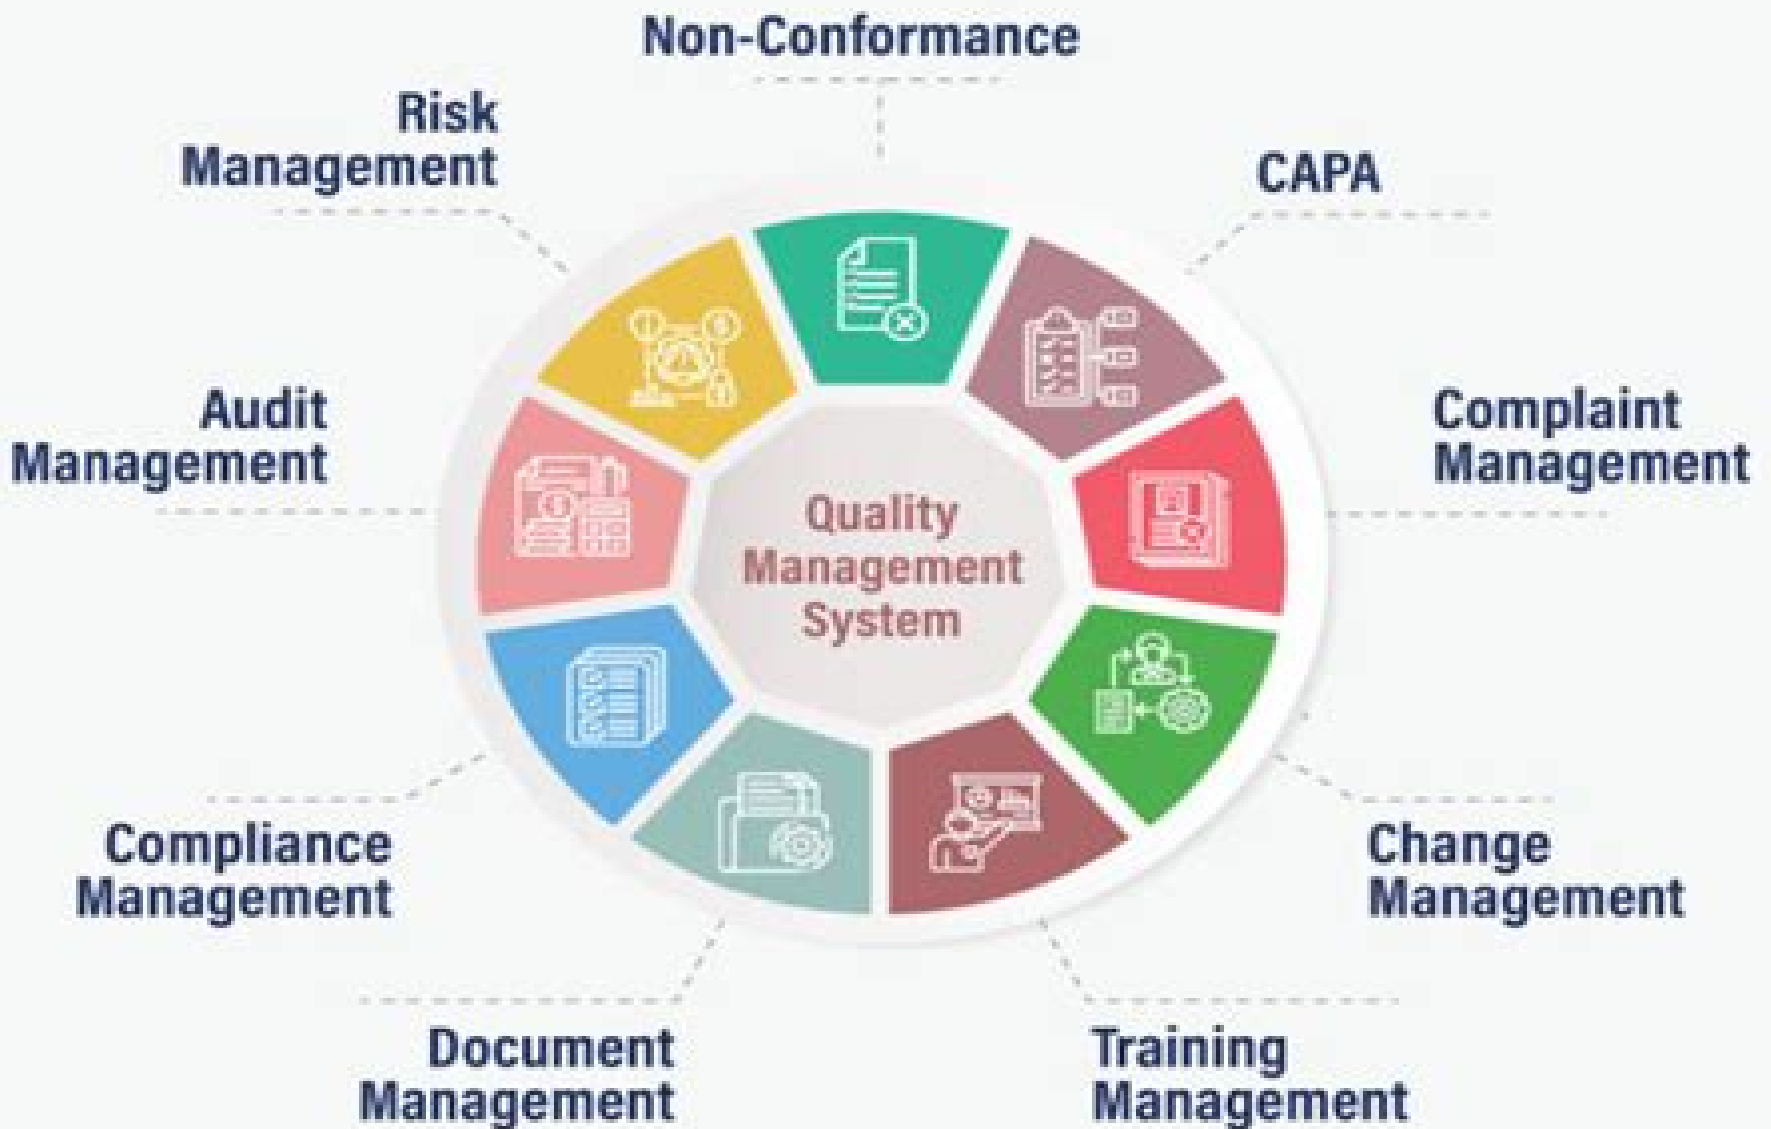 Non-Conformance
Risk
Management
CAPA
Audit
Management
Complaint
Management
Quality
Management
System
Compliance
Management
Change
Management
Document
Management
Training
Management